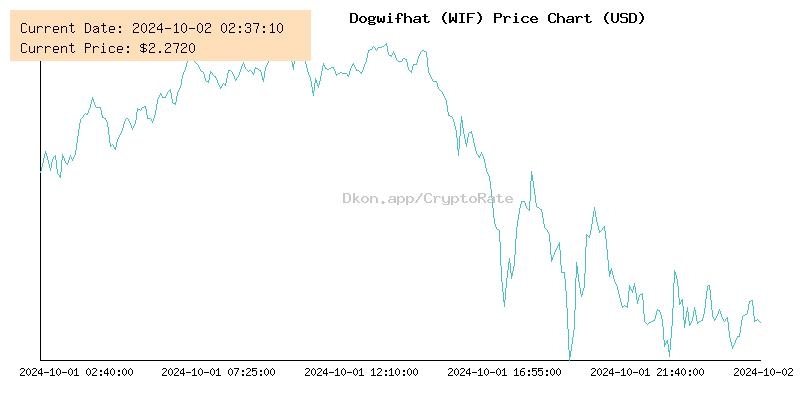 Dogwifhat (WIF) Price Chart (USD)
Current Date: 2024-10-02 02:37:10
Current Price: $2.2720
Dkon.app/CryptoRate
2024-10-01 02:40:00 2024-10-01 07:25:00 2024-10-01 12:10:00 2024-10-01 16:55:00 2024-10-01 21:40:00 2024-10-02